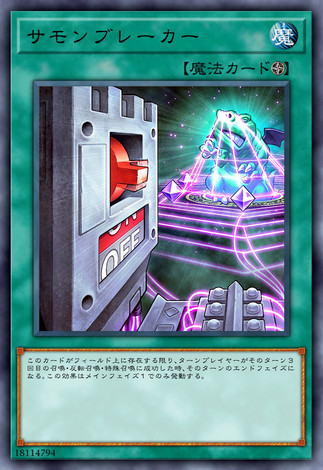 サモンブレーカー
魔
【魔法カード】
ON
OFF
このカードがフィールド上に存在する限り、ターンプレイヤーがそのターン3
回目の召喚・反転召喚・特殊召喚に成功した時、そのターンのエンドフェイズに
なる。この効果はメインフェイズ1でのみ発動する。
18114794